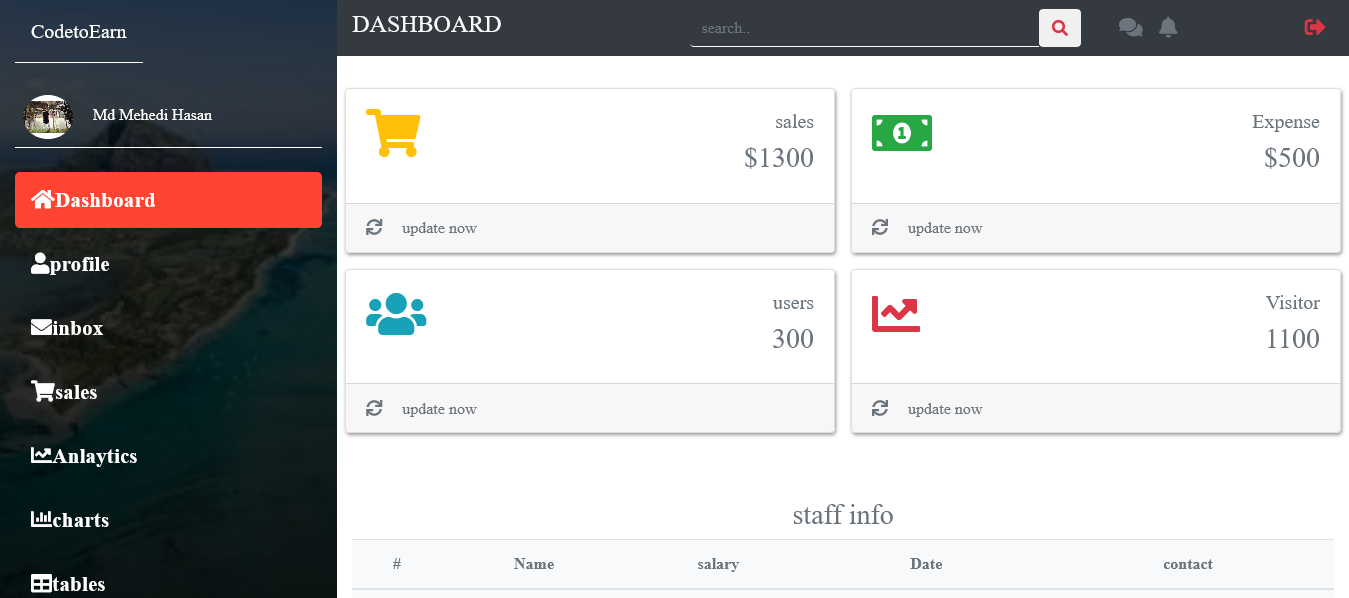 CodetoEarn
Md Mehedi Hasan
Dashboard
profile
inbox
sales
Anlaytics
charts
tables
DASHBOARD
search..
sales
$1300
update now
Expense
$500
update now
users
300
update now
Visitor
1100
update now
staff info
# Name salary Date contact